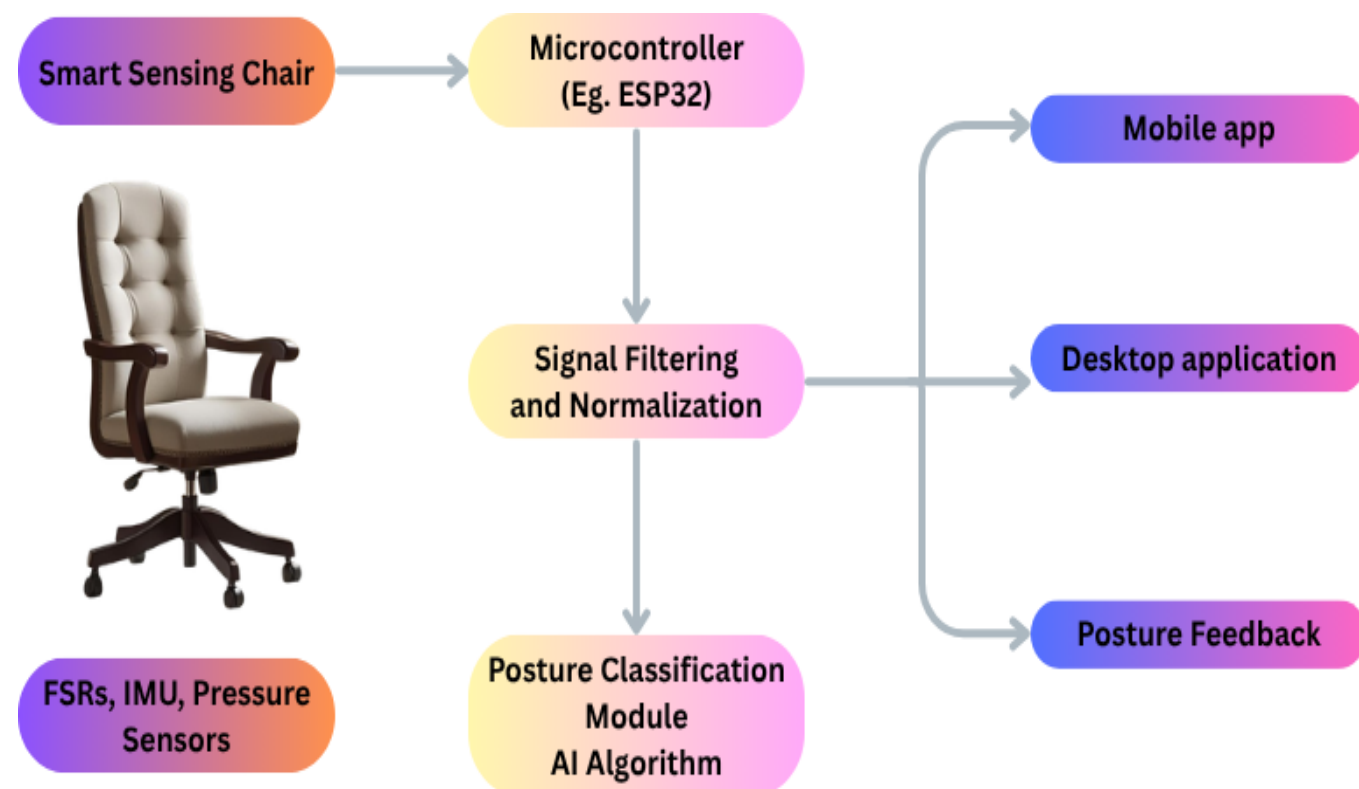 Smart Sensing Chair
Microcontroller
(Eg. ESP32)
Mobile app
Signal Filtering
and Normalization
Desktop application
Posture Feedback
FSRs, IMU, Pressure
Sensors
Posture Classification
Module
AI Algorithm